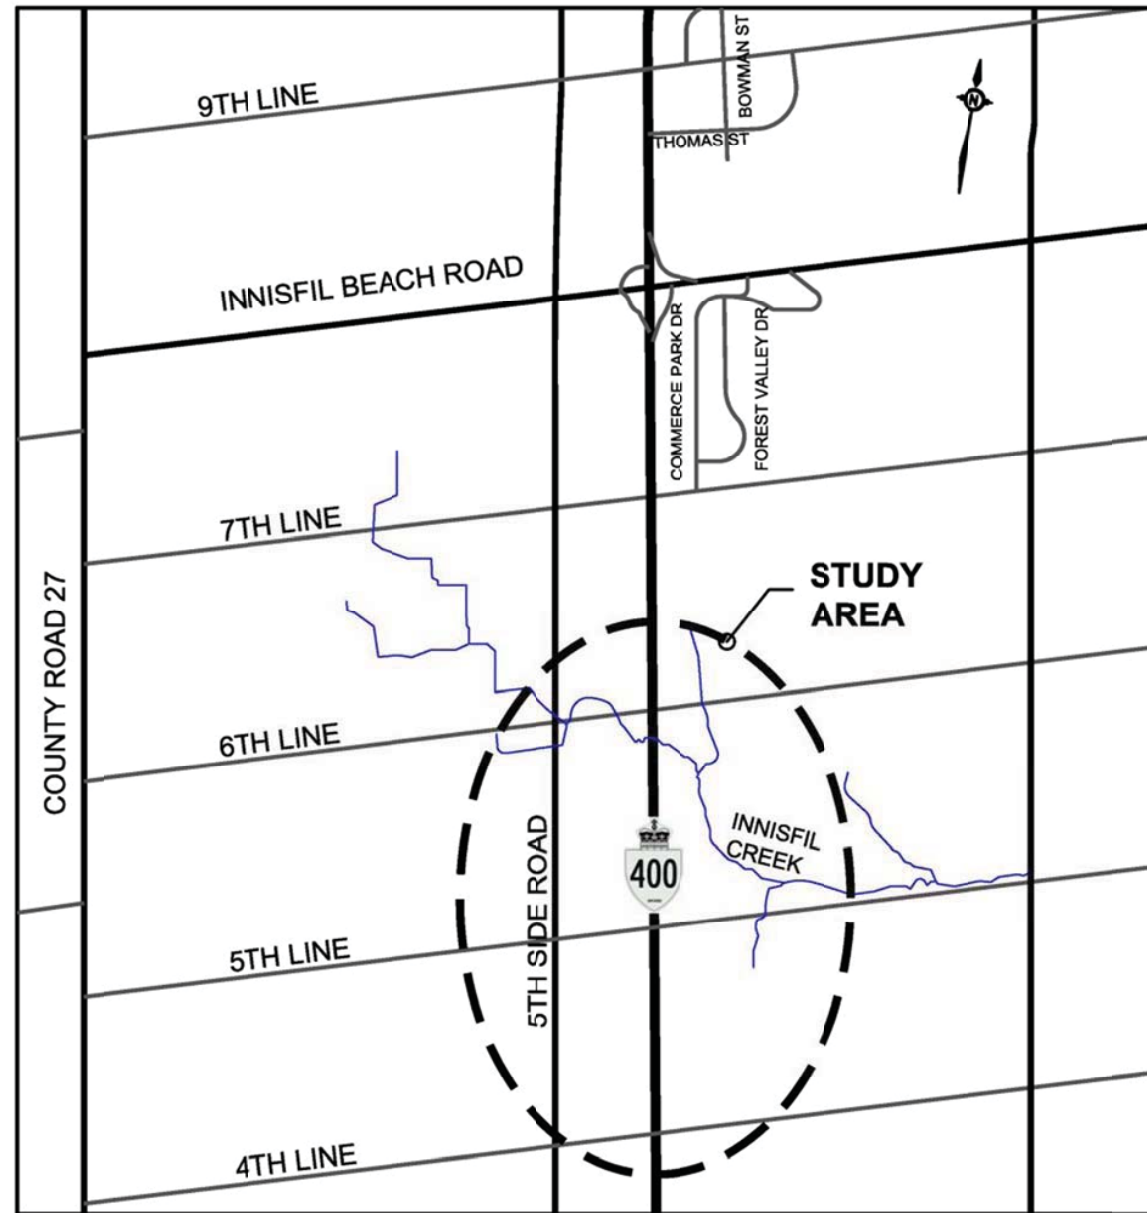 BOWMAN ST
9TH LINE
N
THOMAS ST
INNISFIL BEACH ROAD
COMMERCE PARK DR
FOREST VALLEY DR
7TH LINE
STUDY
AREA
COUNTY ROAD 27
6TH LINE
INNISFIL
CREEK
400
5TH SIDE ROAD
5TH LINE
4TH LINE